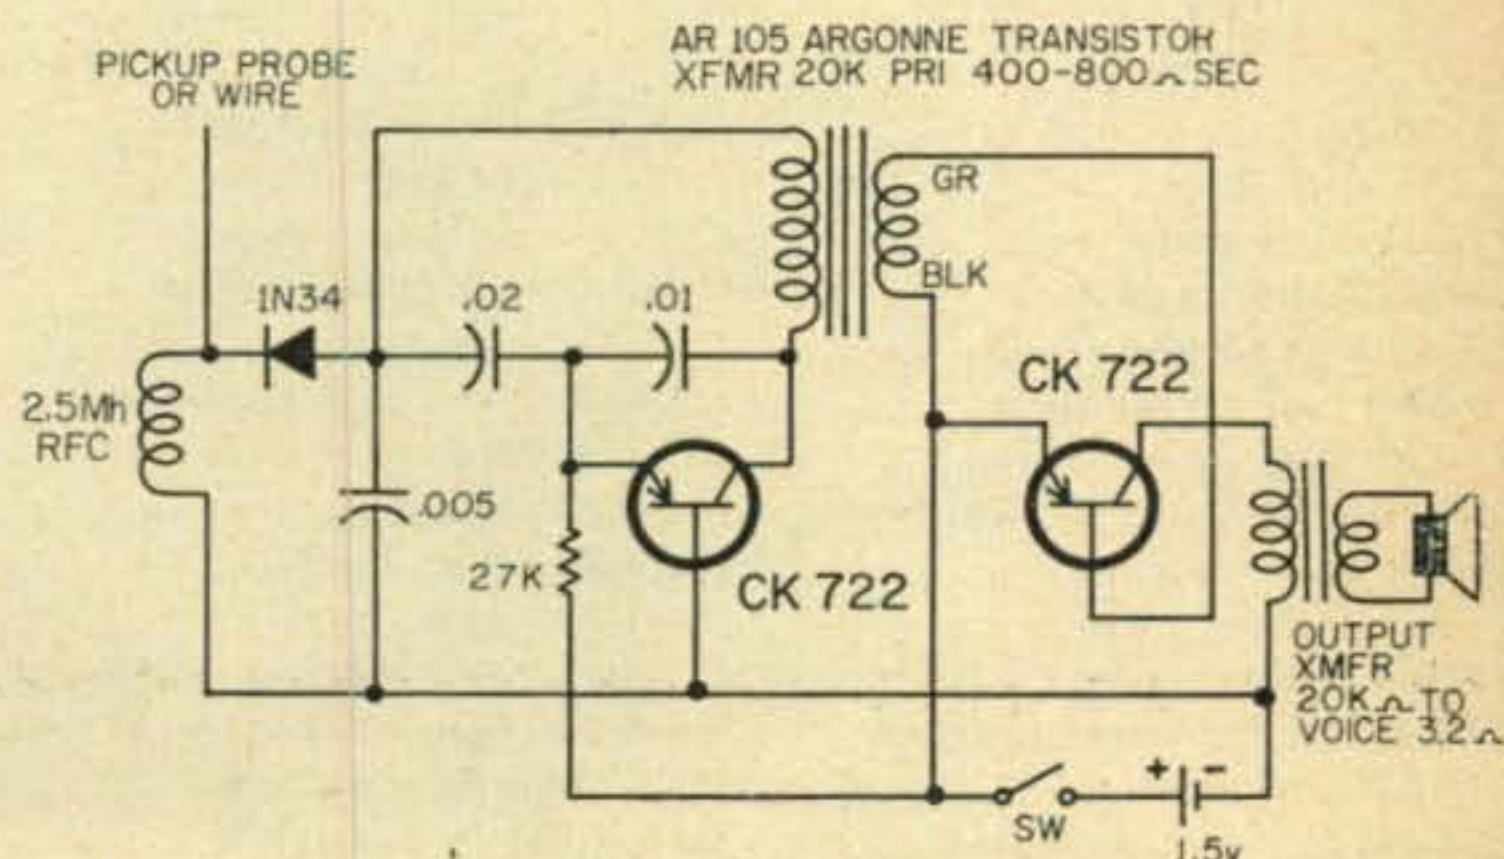 PICKUP PROBE
OR WIRE
AR 105 ARGONNE TRANSISTOR
XFMR 20K PRI 400-800 SEC
GR
BLK
1N34
.02
.01
CK 722
2.5Mh
RFC
.005
27K
CK 722
OUTPUT
XMFR
20K TO
VOICE 3.2
+ -
SW
1.5v